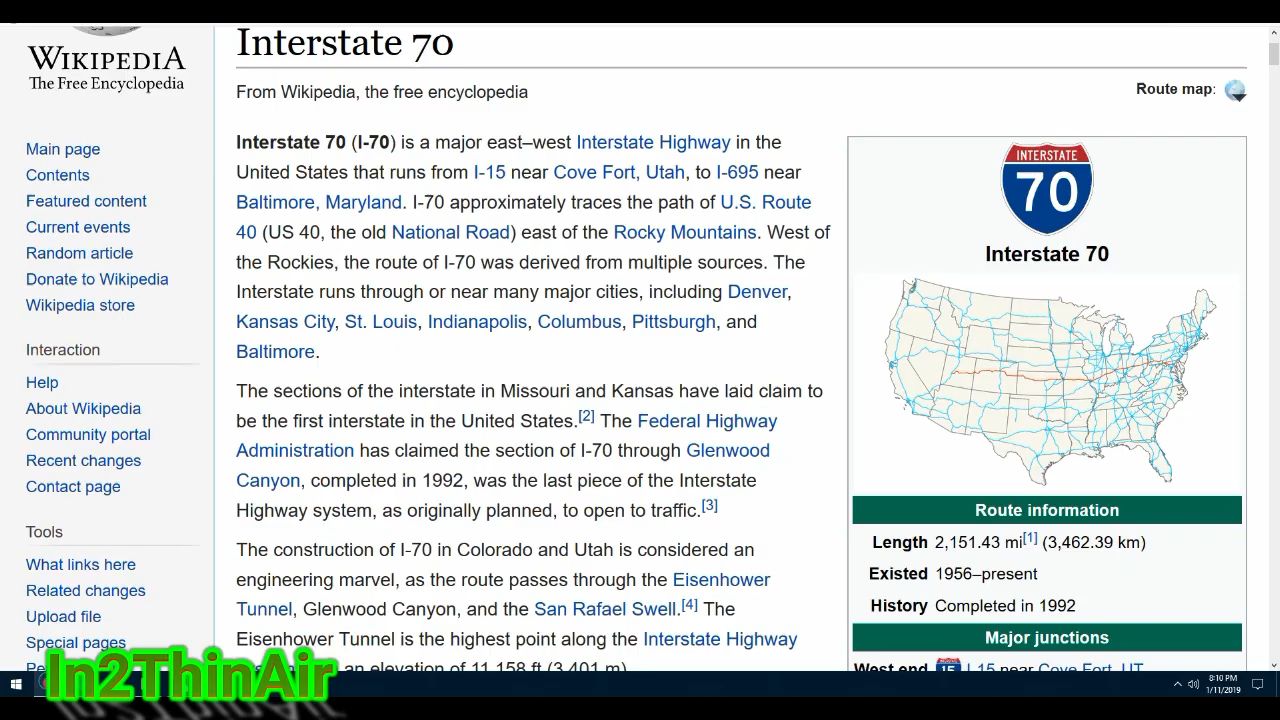 WIKIPEDIA
The Free Encyclopedia
Main page
Contents
Featured content
Current events
Random article
Donate to Wikipedia
Wikipedia store
Interaction
Help
About Wikipedia
Community portal
Recent changes
Contact page
Tools
What links here
Related changes
Upload file
Special pages
Interstate 70
From Wikipedia, the free encyclopedia
Route map:
Interstate 70 (I-70) is a major east–west Interstate Highway in the
United States that runs from I-15 near Cove Fort, Utah, to I-695 near
Baltimore, Maryland. I-70 approximately traces the path of U.S. Route
40 (US 40, the old National Road) east of the Rocky Mountains. West of
the Rockies, the route of I-70 was derived from multiple sources. The
Interstate runs through or near many major cities, including Denver,
Kansas City, St. Louis, Indianapolis, Columbus, Pittsburgh, and
Baltimore.
The sections of the interstate in Missouri and Kansas have laid claim to
be the first interstate in the United States.[2] The Federal Highway
Administration has claimed the section of I-70 through Glenwood
Canyon, completed in 1992, was the last piece of the Interstate
Highway system, as originally planned, to open to traffic.[3]
The construction of I-70 in Colorado and Utah is considered an
engineering marvel, as the route passes through the Eisenhower
Tunnel, Glenwood Canyon, and the San Rafael Swell.[4] The
Eisenhower Tunnel is the highest point along the Interstate Highway
an elevation of 11,158 ft (3,401 m)
INTERSTATE
70
Interstate 70
Route information
Length 2,151.43 mi[1] (3,462.39 km)
Existed 1956–present
History Completed in 1992
Major junctions
West end 15 I-15 near Cove Fort, UT
In2ThinAir
8:10 PM
1/11/2019